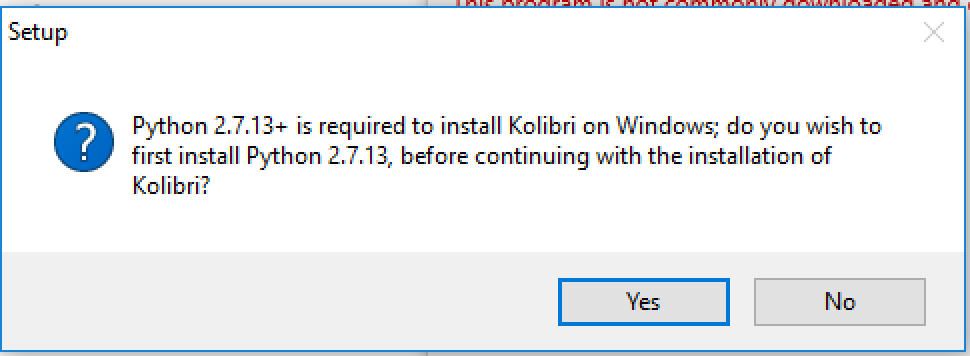 This program is not commonly downloaded and
Setup
Python 2.7.13+ is required to install Kolibri on Windows; do you wish to
first install Python 2.7.13, before continuing with the installation of
Kolibri?
Yes
No